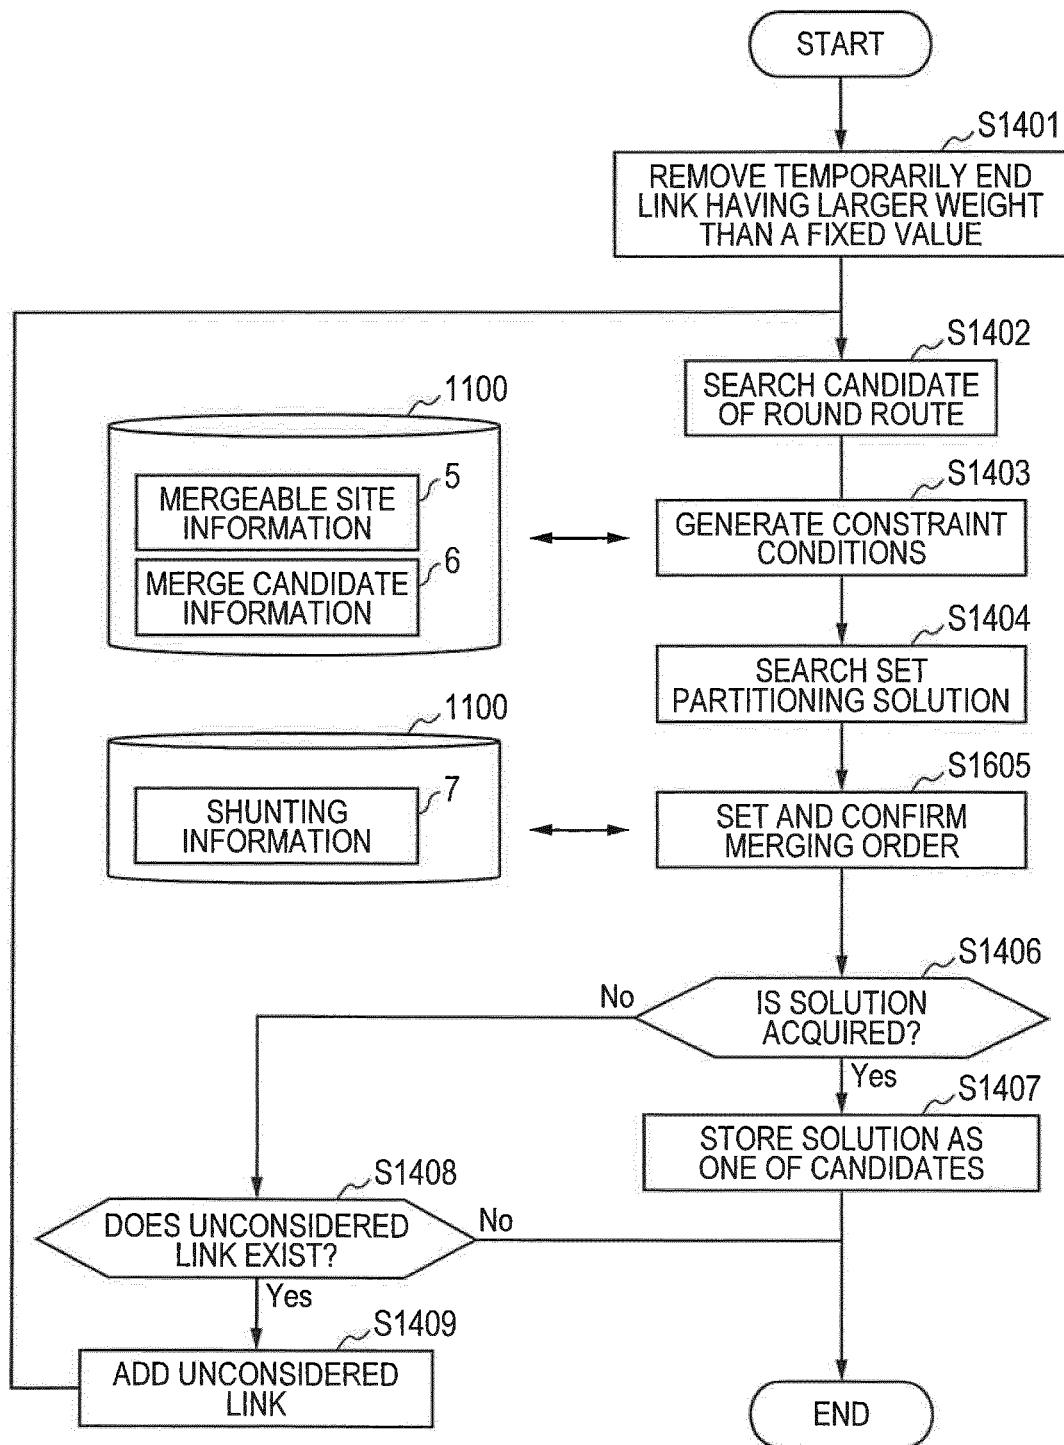 START
S1401
REMOVE TEMPORARILY END
LINK HAVING LARGER WEIGHT
THAN A FIXED VALUE
S1402
SEARCH CANDIDATE
OF ROUND ROUTE
1100
5
MERGEABLE SITE
INFORMATION
6
MERGE CANDIDATE
INFORMATION
S1403
GENERATE CONSTRAINT
CONDITIONS
S1404
SEARCH SET
PARTITIONING SOLUTION
1100
7
SHUNTING
INFORMATION
S1605
SET AND CONFIRM
MERGING ORDER
S1406
IS SOLUTION
ACQUIRED?
No
Yes
S1407
STORE SOLUTION AS
ONE OF CANDIDATES
S1408
DOES UNCONSIDERED
LINK EXIST?
No
Yes
S1409
ADD UNCONSIDERED
LINK
END